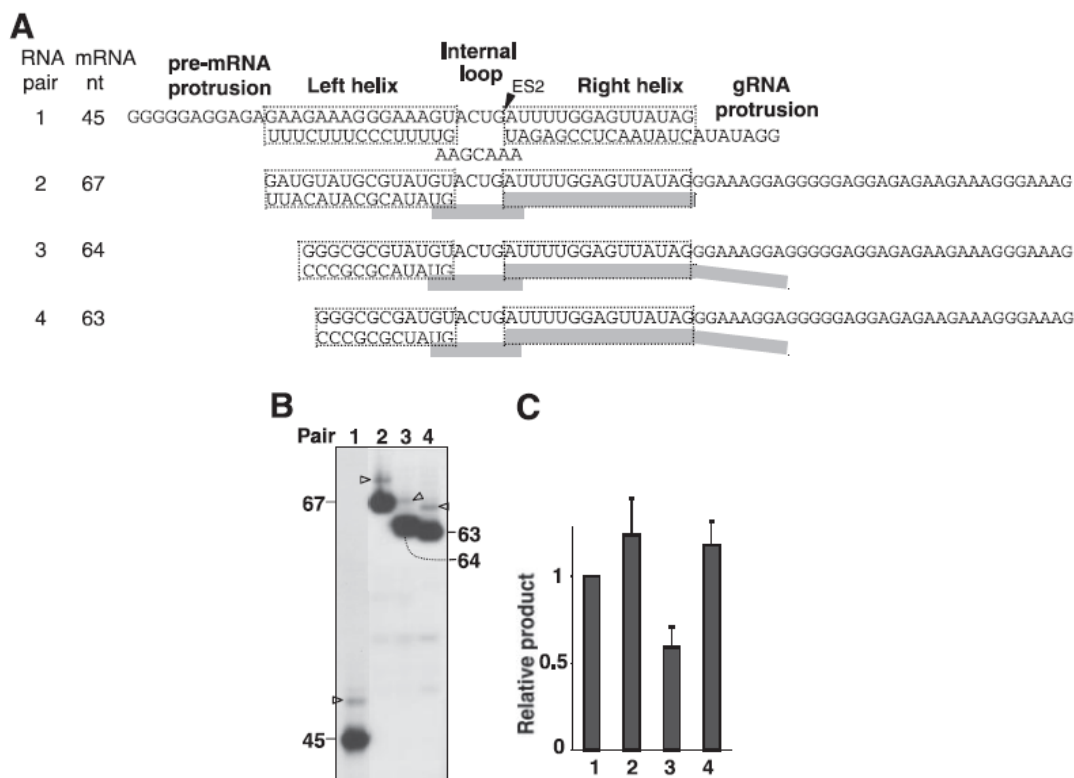 A
RNA pair
mRNA nt
pre-mRNA protrusion
Left helix
Internal loop
ES2
Right helix
gRNA protrusion
1 45 GGGGGAGGAGAGAAGAAAGGGAAAGUACUGAUUUUGGAGUUAUAG
UUUCUUUCCCUUUUG UAGAGCCUCAAUAUCAUAUAGG
AAGCAAA
2 67 GAUGUAUGCGUAUGUACUGAUUUUGGAGUUAUAGGGAAAGGAGGGGGAGGAGAGAAGAAAGGGAAAG
UUACAUACGCAUAUG
3 64 GGGCGCGUAUGUACUGAUUUUGGAGUUAUAGGGAAAGGAGGGGGAGGAGAGAAGAAAGGGAAAG
CCCGCGCAUAUG
4 63 GGGCGCGAUGUACUGAUUUUGGAGUUAUAGGGAAAGGAGGGGGAGGAGAGAAGAAAGGGAAAG
CCCGCGCUAUG
B
Pair 1 2 3 4
67
63
64
45
C
Relative product
1
0.5
0
1 2 3 4